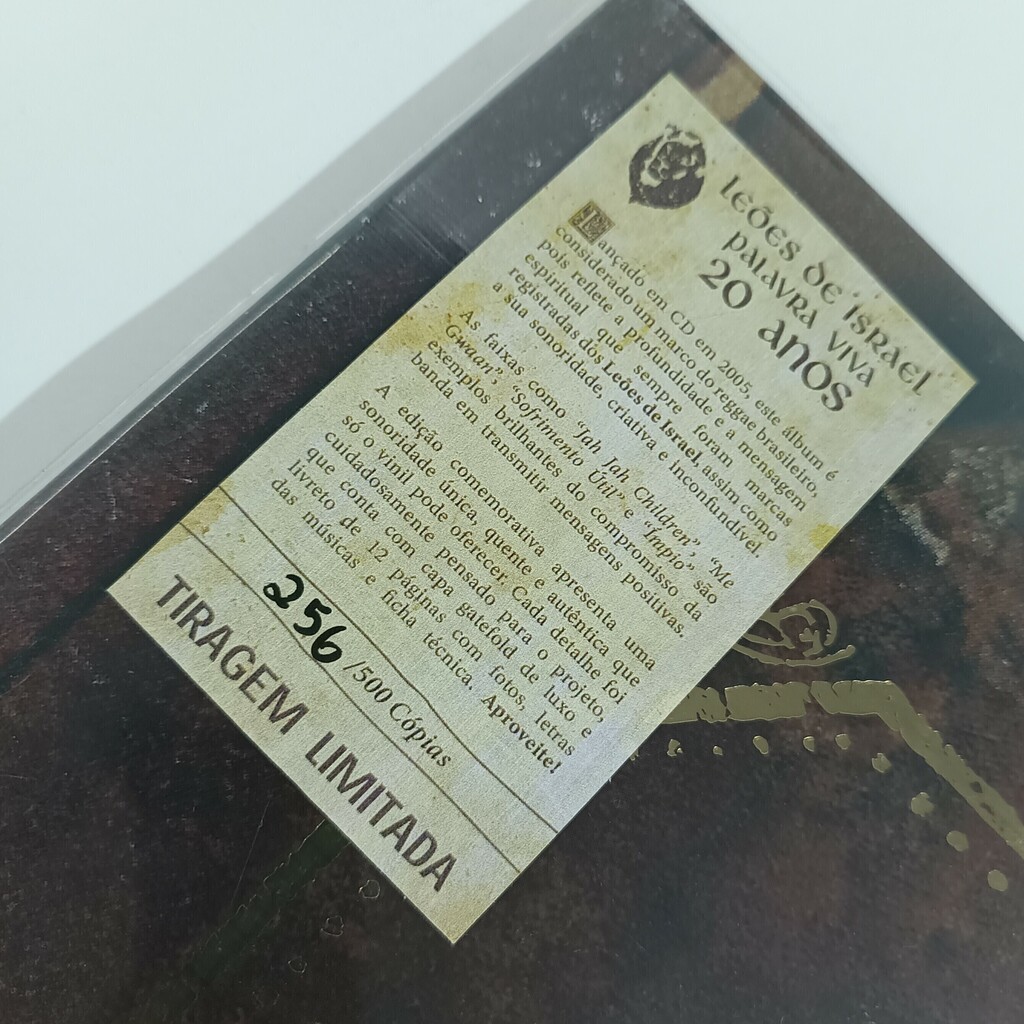 Leões de Israel
Palavra Viva
20 anos
Lançado em CD em 2005, este álbum é
considerado um marco do reggae brasileiro,
pois reflete a profundidade e a mensagem
espiritual que sempre foram marcas
registradas dos Leões de Israel, assim como
a sua sonoridade, criativa e inconfundível.
As faixas como "Jah Jah Children", "Me
Gwaan", "Sofrimento Útil" e "Ímpio" são
exemplos brilhantes do compromisso da
banda em transmitir mensagens positivas.
A edição comemorativa apresenta uma
sonoridade única, quente e autêntica que
só o vinil pode oferecer. Cada detalhe foi
cuidadosamente pensado para o projeto,
que conta com capa gatefold de luxo e
livreto de 12 páginas com fotos, letras
das músicas e ficha técnica. Aproveite!
256 /500 Cópias
TIRAGEM LIMITADA